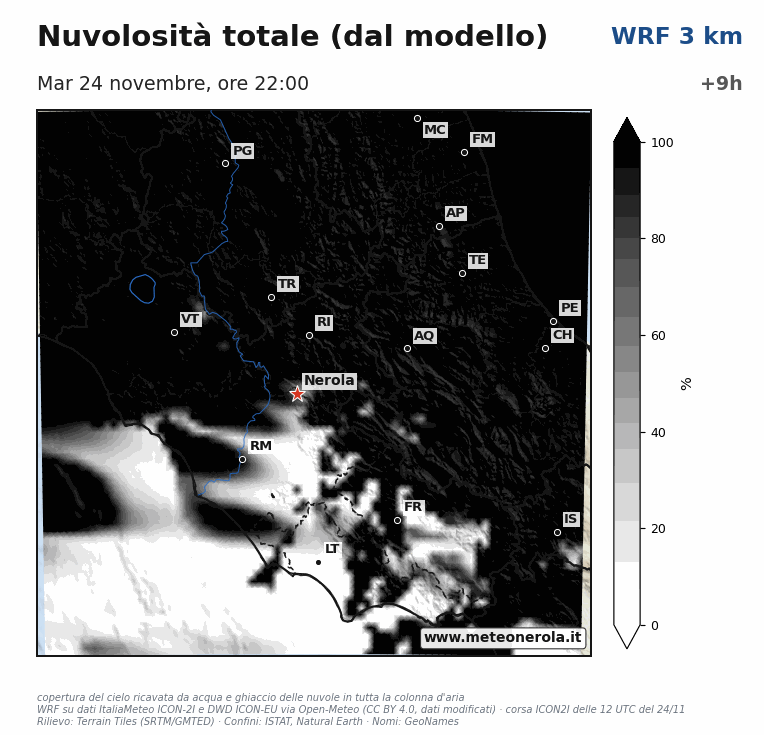 Nuvolosità totale (dal modello)
WRF 3 km
Mar 24 novembre, ore 22:00
+9h
MC
FM
PG
AP
TE
TR
PE
VT
RI
AQ
CH
Nerola
RM
FR
IS
LT
100
80
60
40
20
0
%
www.meteonerola.it
copertura del cielo ricavata da acqua e ghiaccio delle nuvole in tutta la colonna d'aria
WRF su dati ItaliaMeteo ICON-2I e DWD ICON-EU via Open-Meteo (CC BY 4.0, dati modificati) · corsa ICON2I delle 12 UTC del 24/11
Rilievo: Terrain Tiles (SRTM/GMTED) · Confini: ISTAT, Natural Earth · Nomi: GeoNames